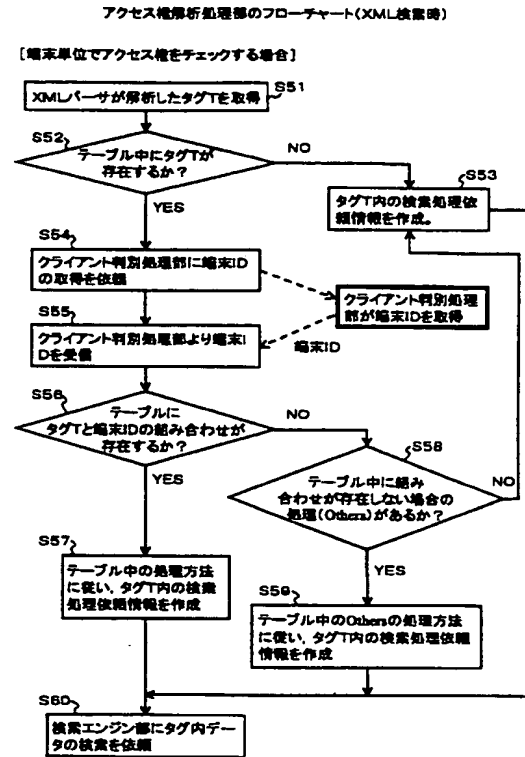 アクセス権解析処理部のフローチャート(XML検索時)
[端末単位でアクセス権をチェックする場合]
S51
XMLパーサが解析したタグTを取得
S52
テーブル中にタグTが
存在するか?
NO
YES
S53
タグT内の検索処理依
頼情報を作成。
S54
クライアント判別処理部に端末ID
の取得を依頼
クライアント判別処理
部が端末IDを取得
S55
クライアント判別処理部より端末I
Dを受信
端末ID
S56
テーブルに
タグTと端末IDの組み合わせが
存在するか?
NO
YES
S58
テーブル中に組み
合わせが存在しない場合の
処理(Others)があるか?
NO
YES
S57
テーブル中の処理方法
に従い,タグT内の検索
処理依頼情報を作成
S59
テーブル中のOthersの処理方法
に従い,タグT内の検索処理依頼
情報を作成
S60
検索エンジン部にタグ内デー
タの検索を依頼